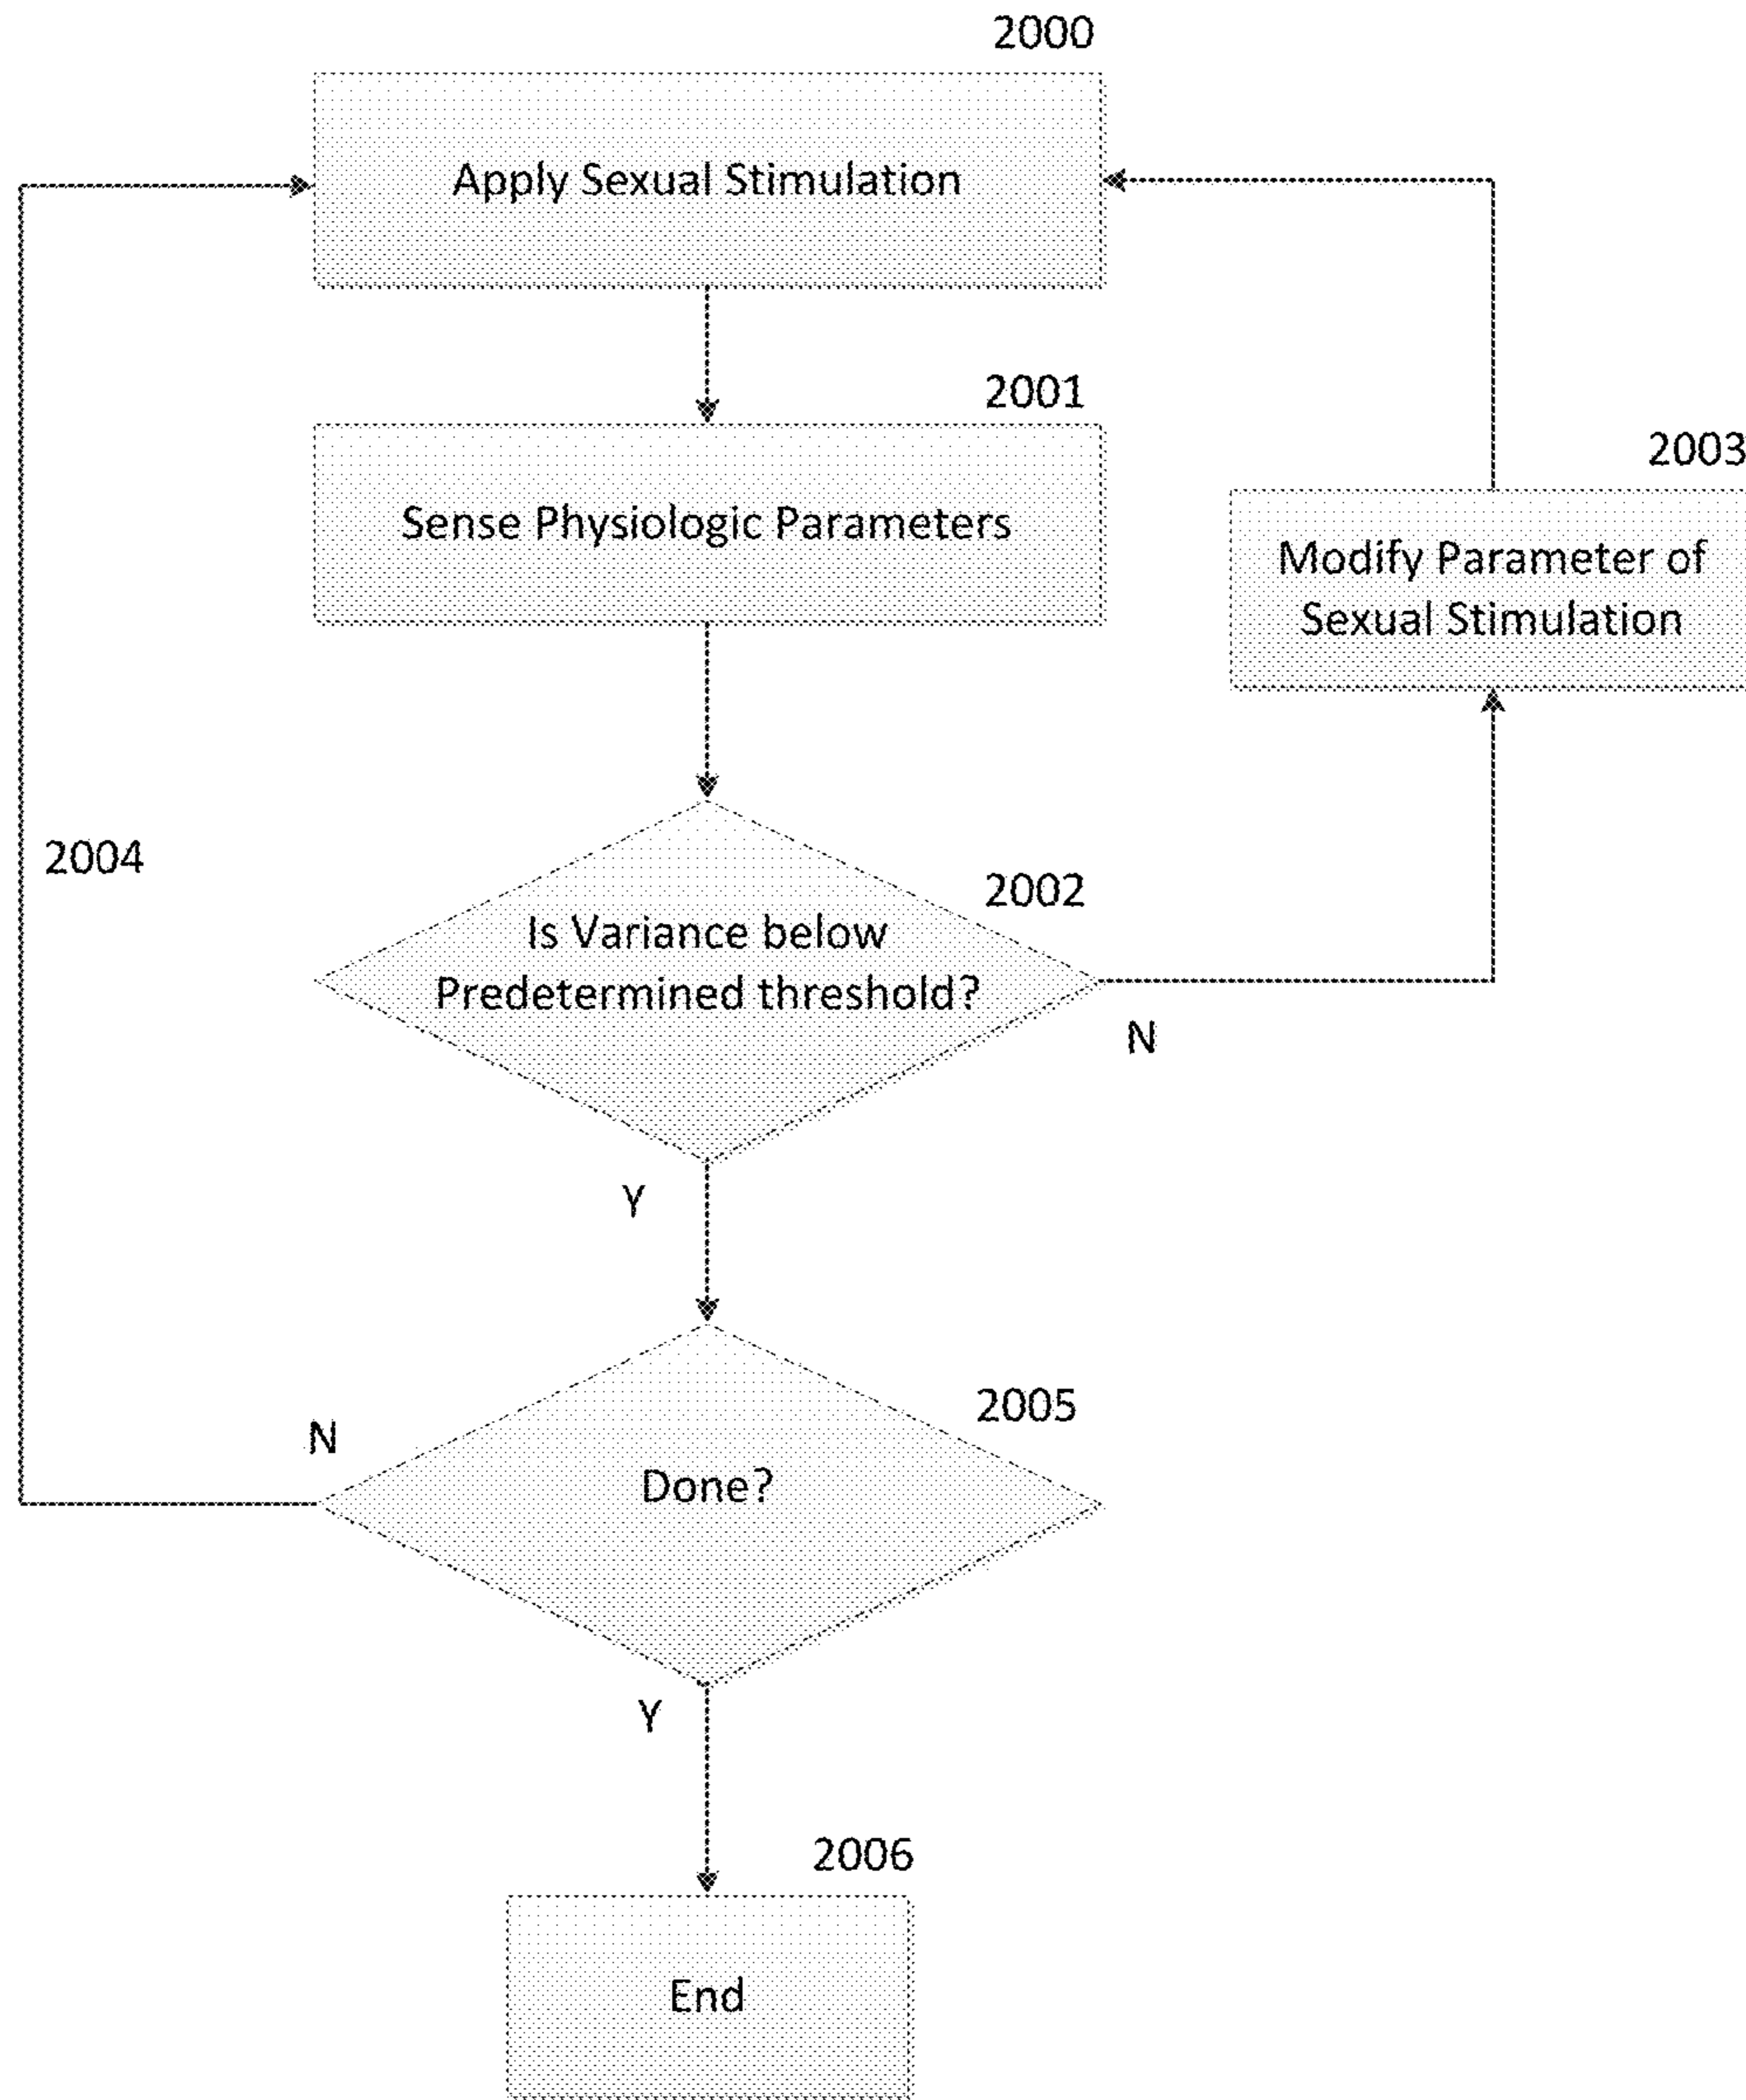 2000
Apply Sexual Stimulation
2001
Sense Physiologic Parameters
2003
Modify Parameter of
Sexual Stimulation
2004
2002
Is Variance below
Predetermined threshold?
N
Y
2005
N
Done?
Y
2006
End